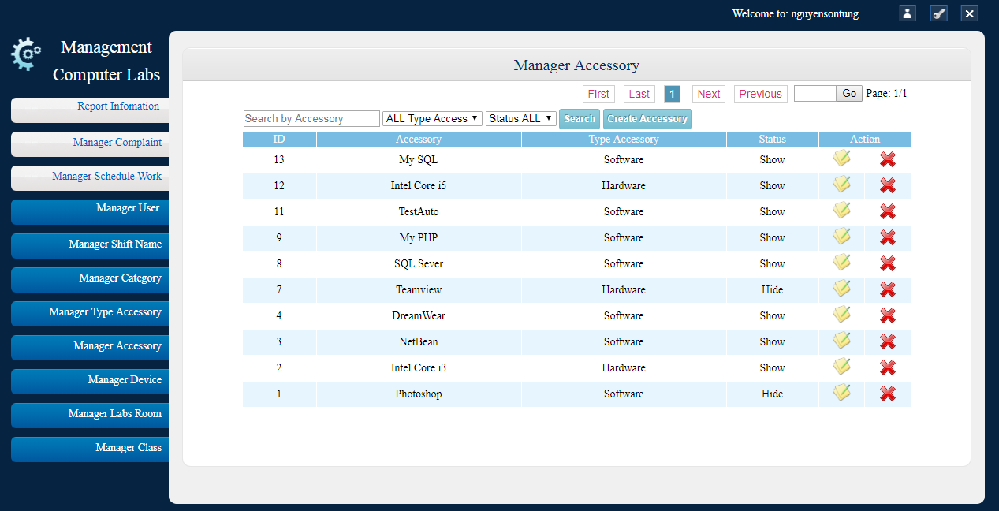 Welcome to: nguyensontung
Management
Computer Labs
Report Infomation
Manager Complaint
Manager Schedule Work
Manager User
Manager Shift Name
Manager Category
Manager Type Accessory
Manager Accessory
Manager Device
Manager Labs Room
Manager Class
Manager Accessory
First Last 1 Next Previous Go Page: 1/1
Search by Accessory ALL Type Access Status ALL Search Create Accessory
ID Accessory Type Accessory Status Action
13 My SQL Software Show
12 Intel Core i5 Hardware Show
11 TestAuto Software Show
9 My PHP Software Show
8 SQL Sever Software Show
7 Teamview Hardware Hide
4 DreamWear Software Show
3 NetBean Software Show
2 Intel Core i3 Hardware Show
1 Photoshop Software Hide